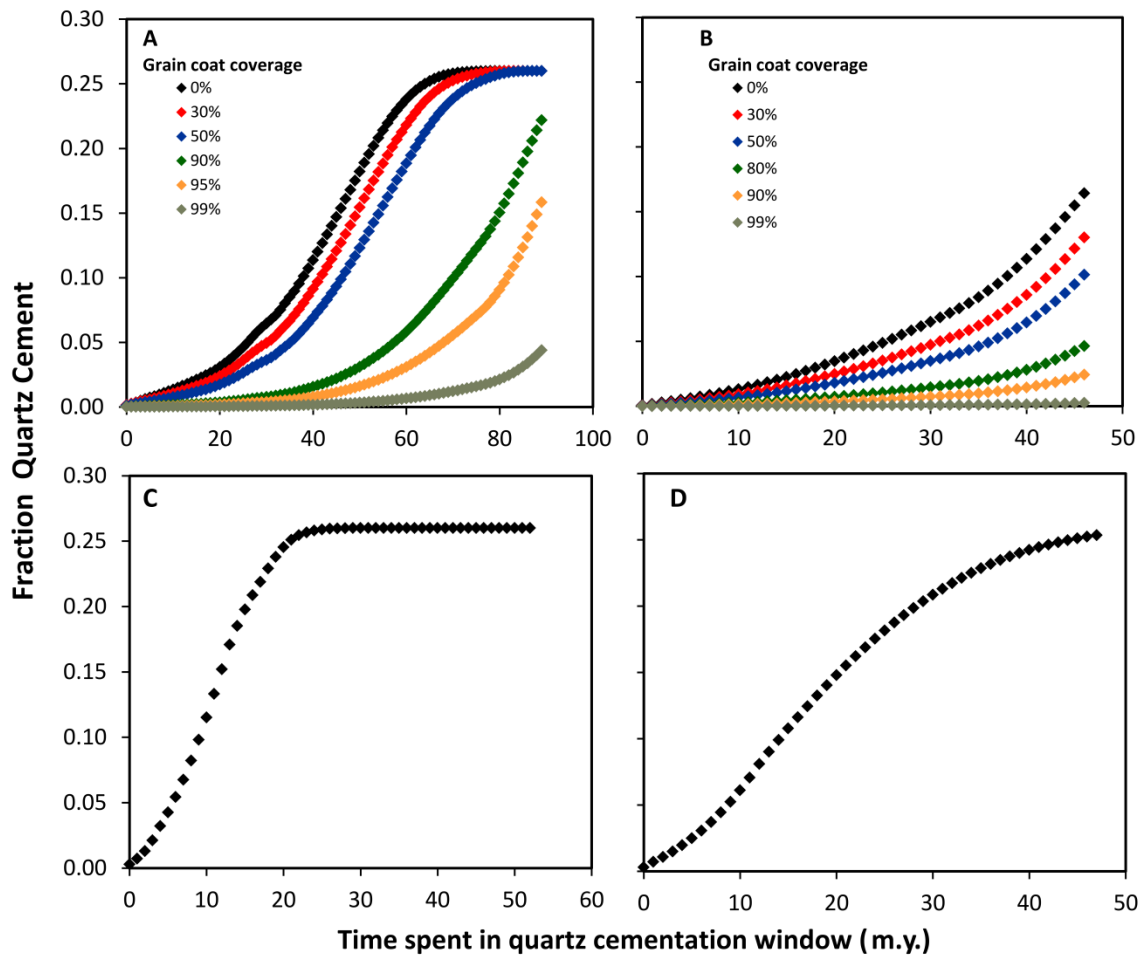 A
Grain coat coverage
0%
30%
50%
90%
95%
99%
0.30
0.25
0.20
0.15
0.10
0.05
0.00
0 20 40 60 80 100
B
Grain coat coverage
0%
30%
50%
80%
90%
99%
0 10 20 30 40 50
Fraction Quartz Cement
C
0.30
0.25
0.20
0.15
0.10
0.05
0.00
0 10 20 30 40 50 60
D
0 10 20 30 40 50
Time spent in quartz cementation window (m.y.)